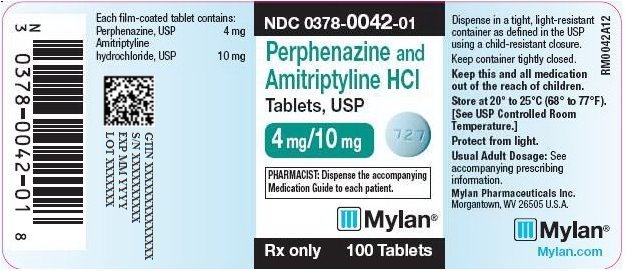 N
3 0378-0042-01 8
Each film-coated tablet contains:
Perphenazine, USP 4 mg
Amitriptyline
hydrochloride, USP 10 mg
GTIN XXXXXXXXXXXXXX
S/N XXXXXXXXXX
EXP MM YYYY
LOT XXXXXXX
NDC 0378-0042-01
Perphenazine and
Amitriptyline HCl
Tablets, USP
4 mg/10 mg
727
PHARMACIST: Dispense the accompanying
Medication Guide to each patient.
Mylan®
Rx only 100 Tablets
Dispense in a tight, light-resistant
container as defined in the USP
using a child-resistant closure.
Keep container tightly closed.
Keep this and all medication
out of the reach of children.
Store at 20° to 25°C (68° to 77°F).
[See USP Controlled Room
Temperature.]
Protect from light.
Usual Adult Dosage: See
accompanying prescribing
information.
Mylan Pharmaceuticals Inc.
Morgantown, WV 26505 U.S.A.
Mylan®
Mylan.com
RM0042A12